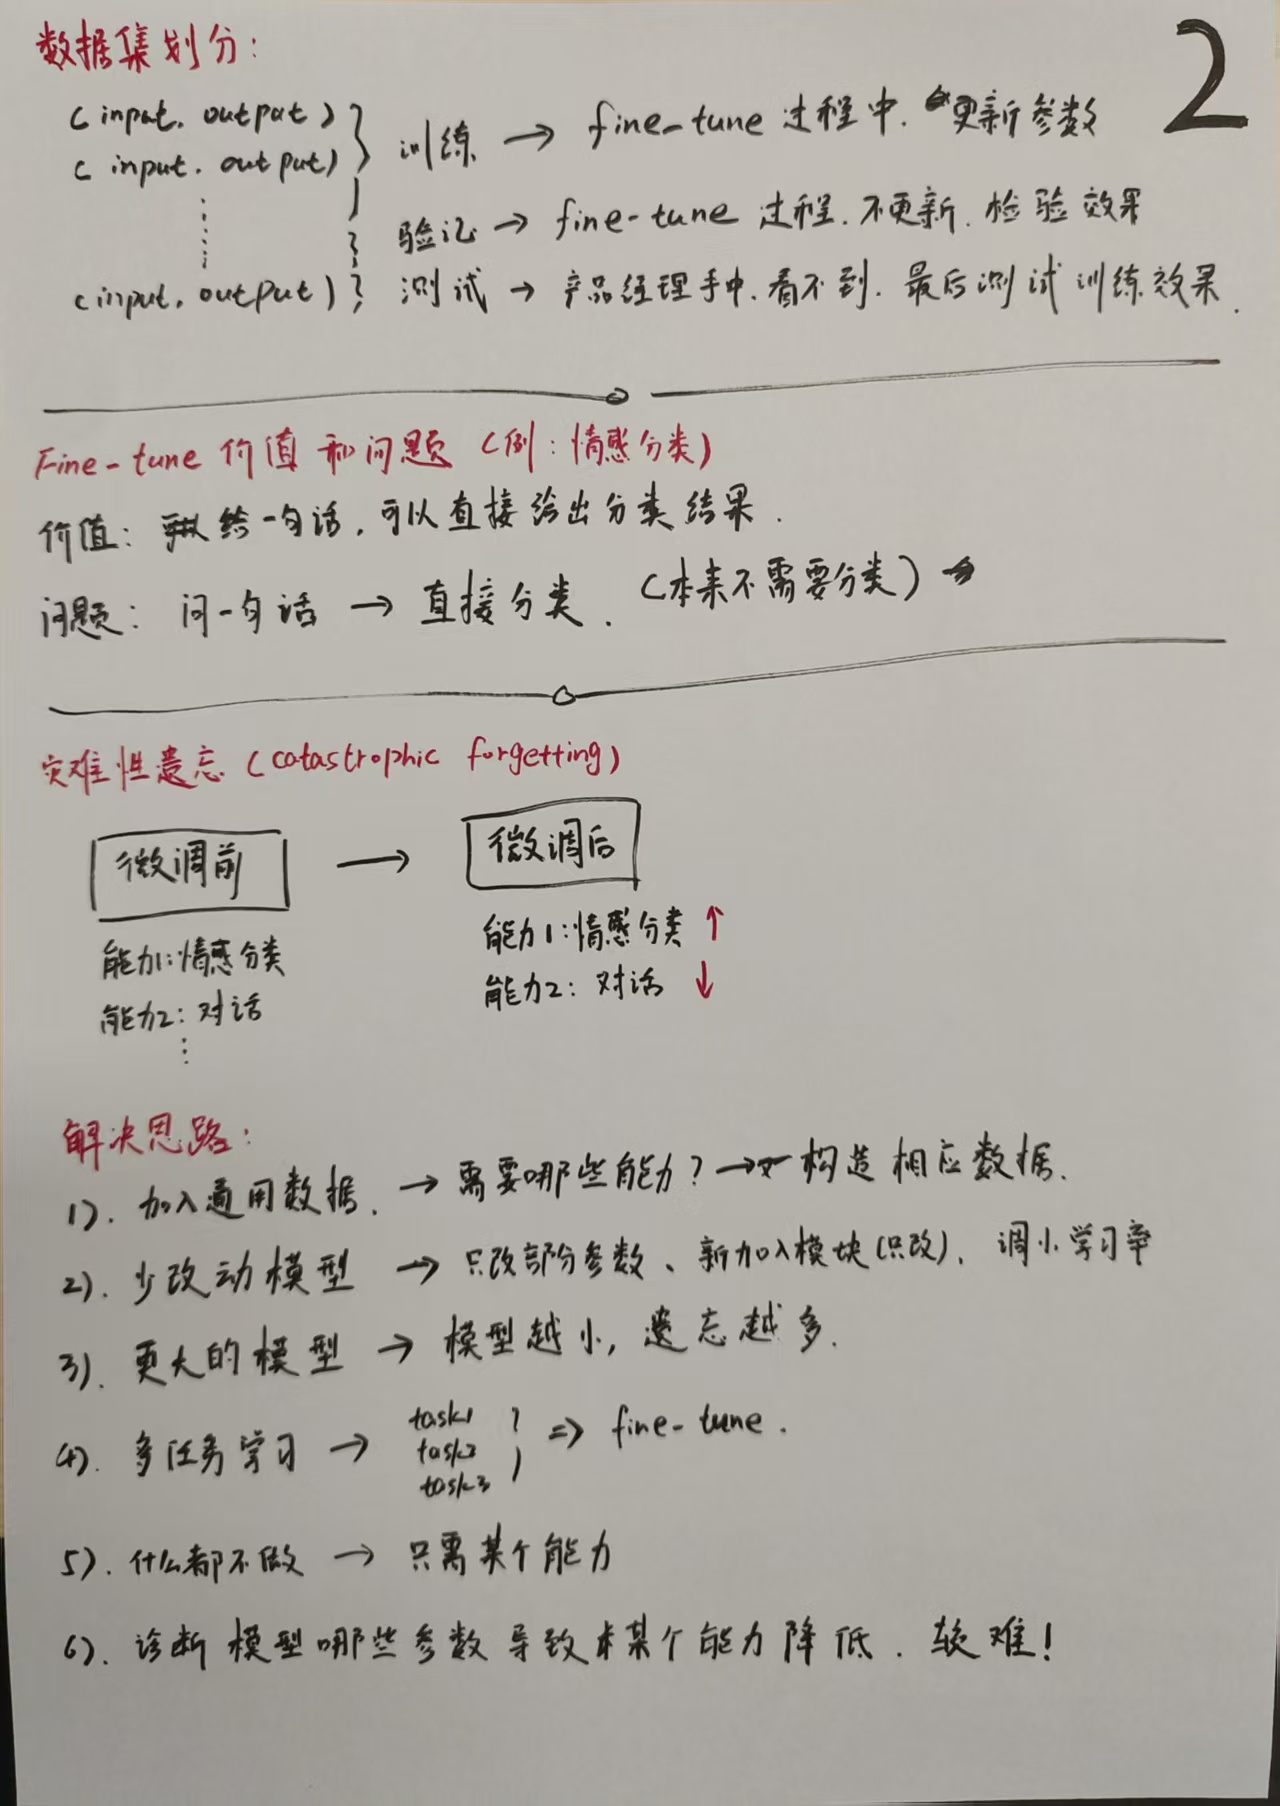 2
数据集划分:
(input, output)
(input, output)
训练 → fine-tune 过程中, 更新参数
验证 → fine-tune 过程, 不更新, 检验效果
(input, output)
测试 → 产品经理手中, 看不到, 最后测试训练效果.
Fine-tune 价值和问题 (例: 情感分类)
价值: 给一句话, 可以直接给出分类结果.
问题: 问一句话 → 直接分类. (本来不需要分类)
灾难性遗忘 (catastrophic forgetting)
微调前 → 微调后
能力1: 情感分类
能力2: 对话
⋮
能力1: 情感分类 ↑
能力2: 对话 ↓
解决思路:
1). 加入通用数据. → 需要哪些能力? → 构造相应数据.
2). 少改动模型 → 只改部分参数、新加入模块(只改), 调小学习率
3). 更大的模型 → 模型越小, 遗忘越多.
4). 多任务学习 →
task1
task2
task3
⇒ fine-tune.
5). 什么都不做 → 只需某个能力
6). 诊断模型哪些参数导致某个能力降低. 较难!